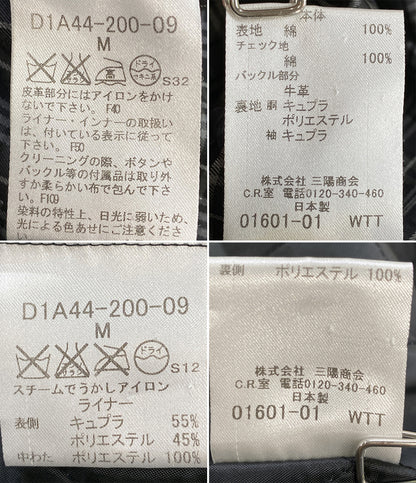 D1A44-200-09
M
ドライ
S32
皮革部分にはアイロンをかけ
ないで下さい。 F40
ライナー・インナーの取扱い
は、付いている表示に従って
下さい。 F60
クリーニングの際、ボタンや
バックル等の付属品は取り外
すか柔らかい布で包んで下さい。 F109
染料の特性上、日光に弱いため、
光による色あせにご注意ください
本体
表地 綿 100%
チェック地
綿 100%
バックル部分
牛革
裏地 胴 キュプラ
ポリエステル
袖 キュプラ
株式会社 三陽商会
C.R.室 電話0120-340-460
日本製
01601-01 WTT
D1A44-200-09
M
ドライ
S12
スチームでうかしアイロン
ライナー
表側 キュプラ 55%
ポリエステル 45%
中わた ポリエステル 100%
裏側 ポリエステル 100%
株式会社 三陽商会
C.R.室 電話0120-340-460
日本製
01601-01 WTT